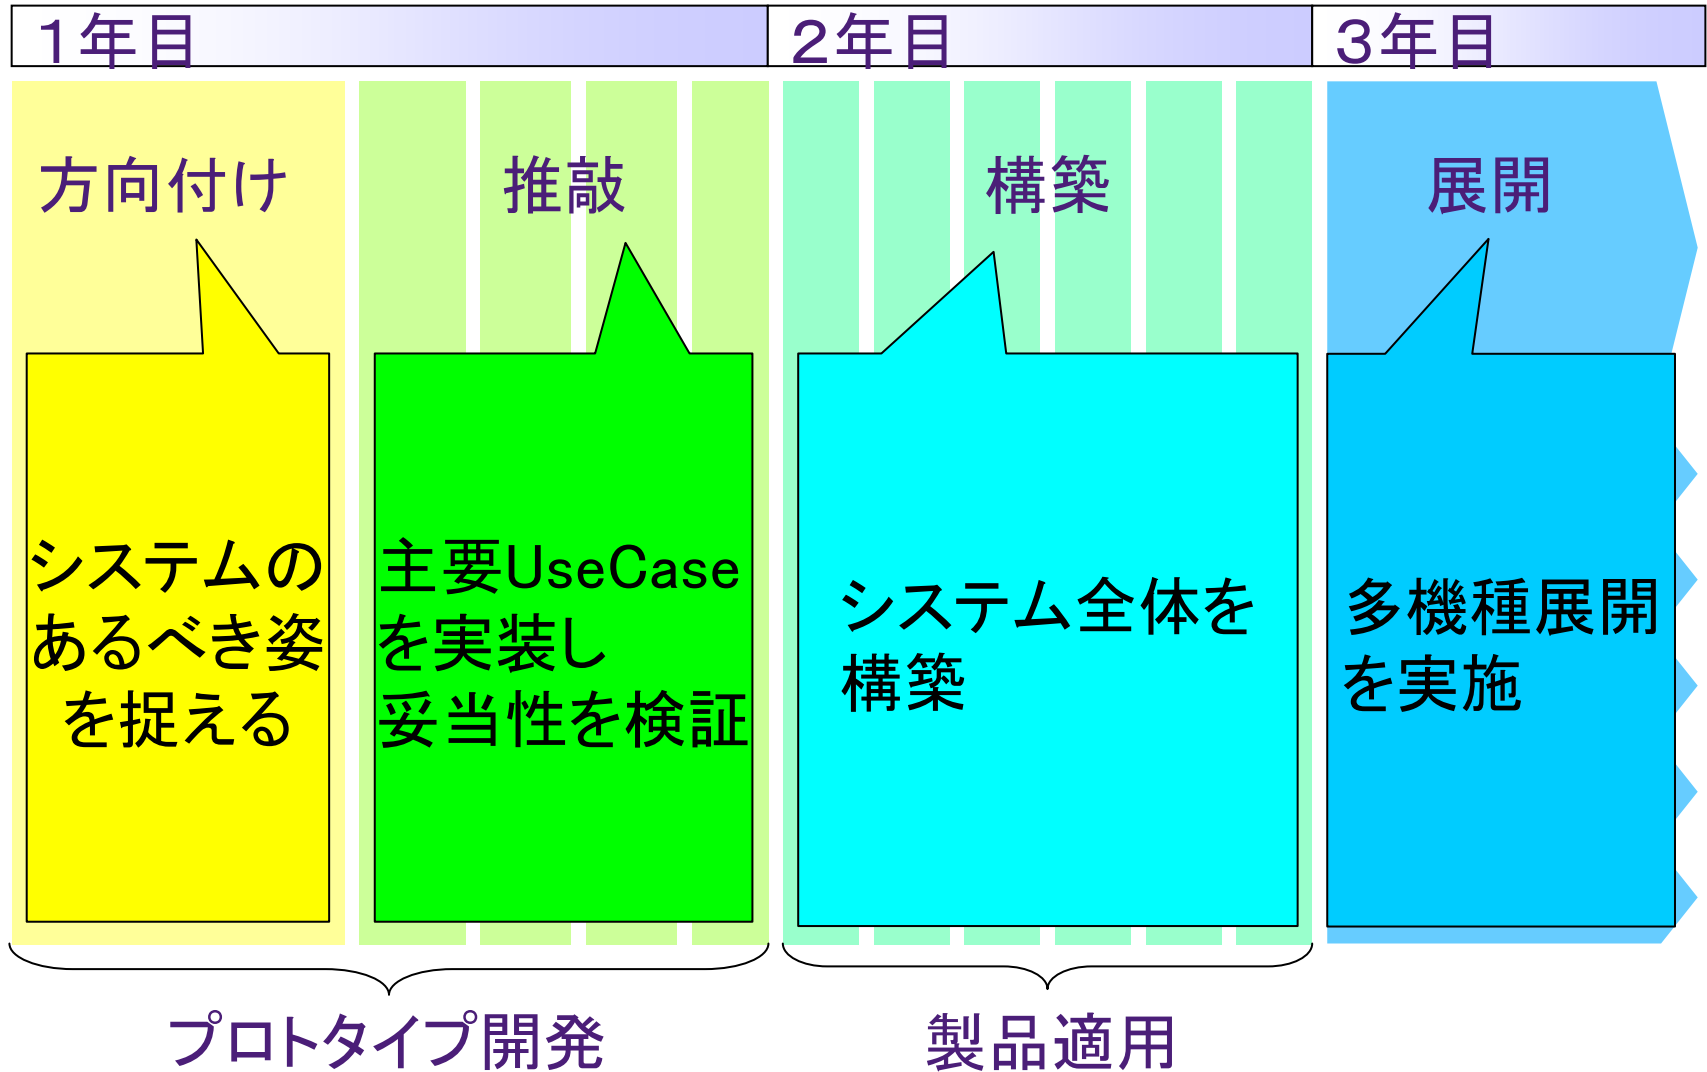 １年目
２年目
３年目
方向付け
推敲
構築
展開
システムの
あるべき姿
を捉える
主要UseCase
を実装し
妥当性を検証
システム全体を
構築
多機種展開
を実施
プロトタイプ開発
製品適用